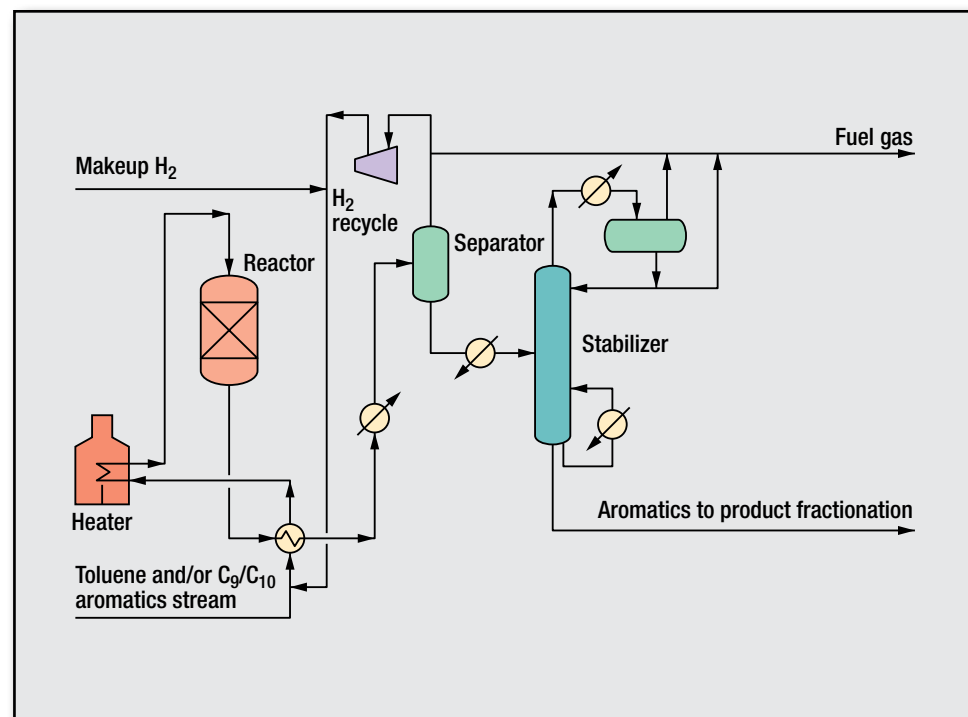 Fuel gas
Makeup H₂
H₂
recycle
Separator
Reactor
Stabilizer
Heater
Aromatics to product fractionation
Toluene and/or C₉/C₁₀
aromatics stream